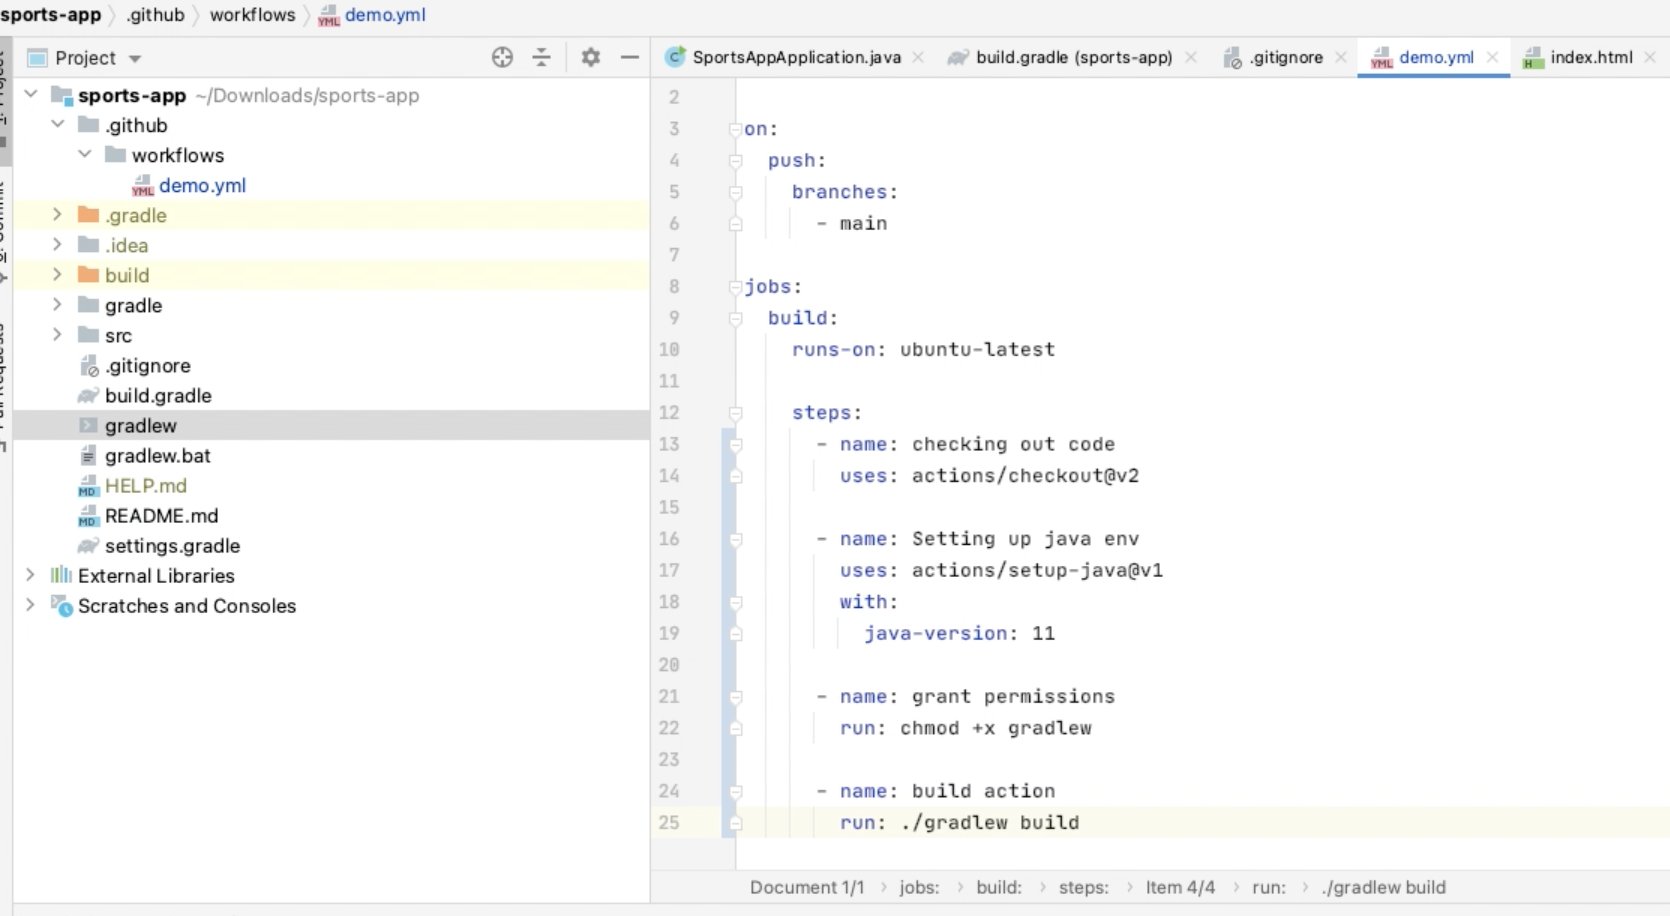 sports-app > .github > workflows > demo.yml
Project
SportsAppApplication.java build.gradle (sports-app) .gitignore demo.yml index.html
sports-app ~/Downloads/sports-app
.github
workflows
demo.yml
.gradle
.idea
build
gradle
src
.gitignore
build.gradle
gradlew
gradlew.bat
HELP.md
README.md
settings.gradle
External Libraries
Scratches and Consoles
2
3 on:
4 push:
5 branches:
6 - main
7
8 jobs:
9 build:
10 runs-on: ubuntu-latest
11
12 steps:
13 - name: checking out code
14 uses: actions/checkout@v2
15
16 - name: Setting up java env
17 uses: actions/setup-java@v1
18 with:
19 java-version: 11
20
21 - name: grant permissions
22 run: chmod +x gradlew
23
24 - name: build action
25 run: ./gradlew build
Document 1/1 > jobs: > build: > steps: > Item 4/4 > run: > ./gradlew build